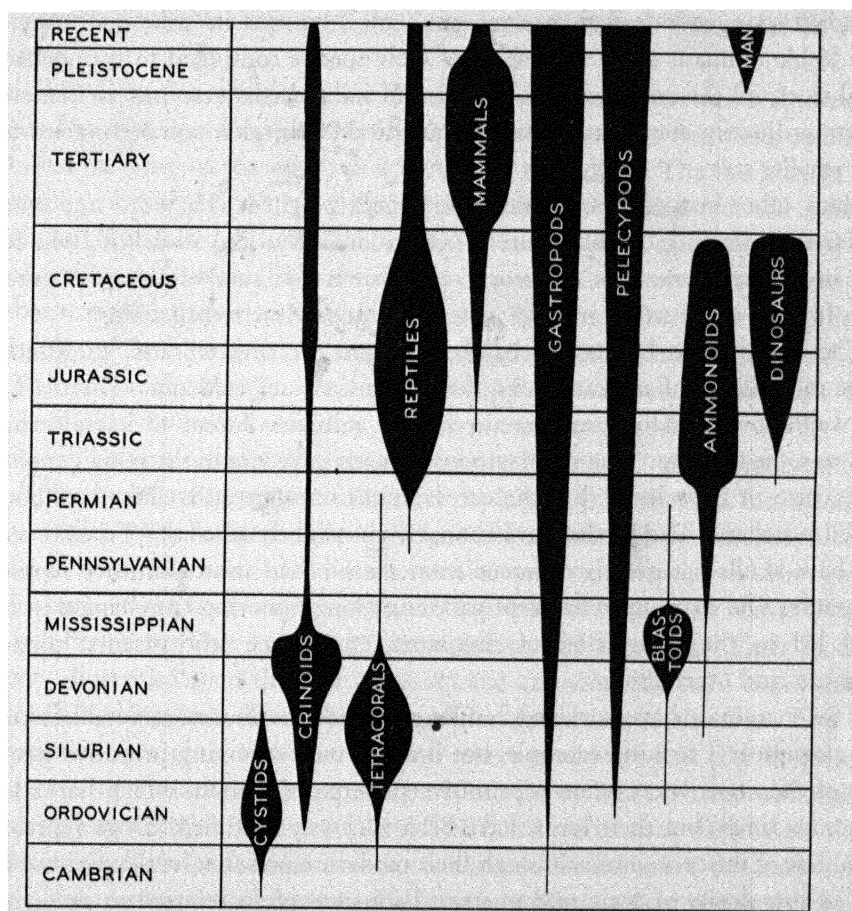 RECENT
PLEISTOCENE
TERTIARY
CRETACEOUS
JURASSIC
TRIASSIC
PERMIAN
PENNSYLVANIAN
MISSISSIPPIAN
DEVONIAN
SILURIAN
ORDOVICIAN
CAMBRIAN
CYSTIDS
CRINOIDS
TETRACORALS
REPTILES
MAMMALS
GASTROPODS
PELECYPODS
BLAS-
TOIDS
AMMONOIDS
DINOSAURS
MAN